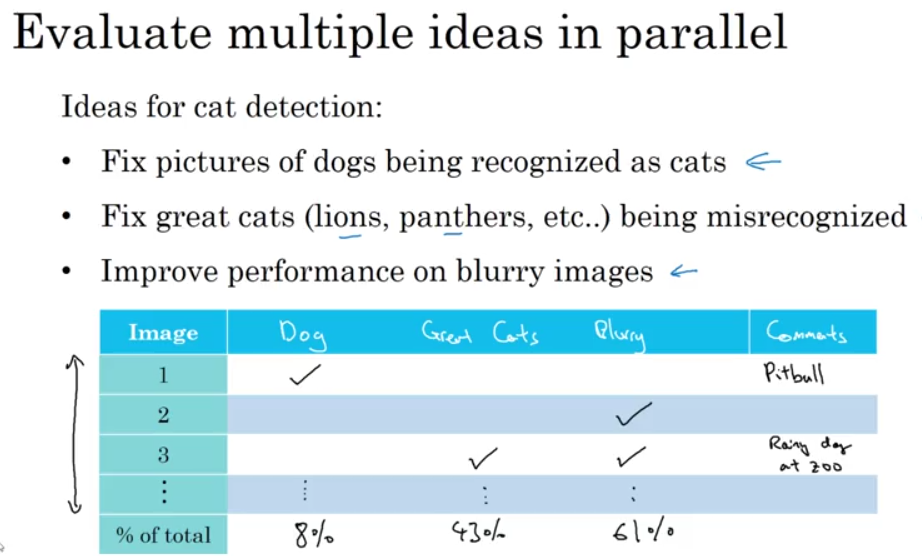 Evaluate multiple ideas in parallel
Ideas for cat detection:
• Fix pictures of dogs being recognized as cats
• Fix great cats (lions, panthers, etc..) being misrecognized
• Improve performance on blurry images
Image Dog Great Cats Blurry Comments
1 ✓ Pitbull
2 ✓
3 ✓ ✓ Rainy day
at zoo
⋮ ⋮ ⋮ ⋮
% of total 8% 43% 61%